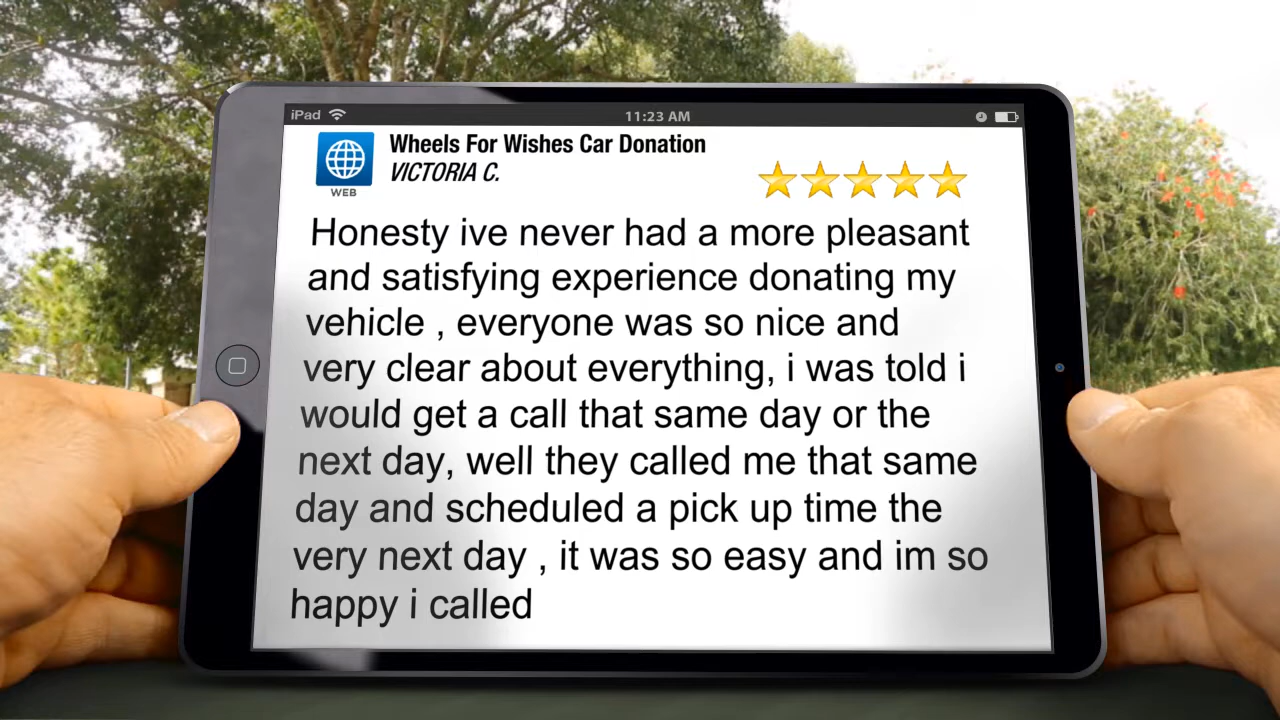 iPad
11:23 AM
Wheels For Wishes Car Donation
VICTORIA C.
WEB
Honesty ive never had a more pleasant
and satisfying experience donating my
vehicle , everyone was so nice and
very clear about everything, i was told i
would get a call that same day or the
next day, well they called me that same
day and scheduled a pick up time the
very next day , it was so easy and im so
happy i called